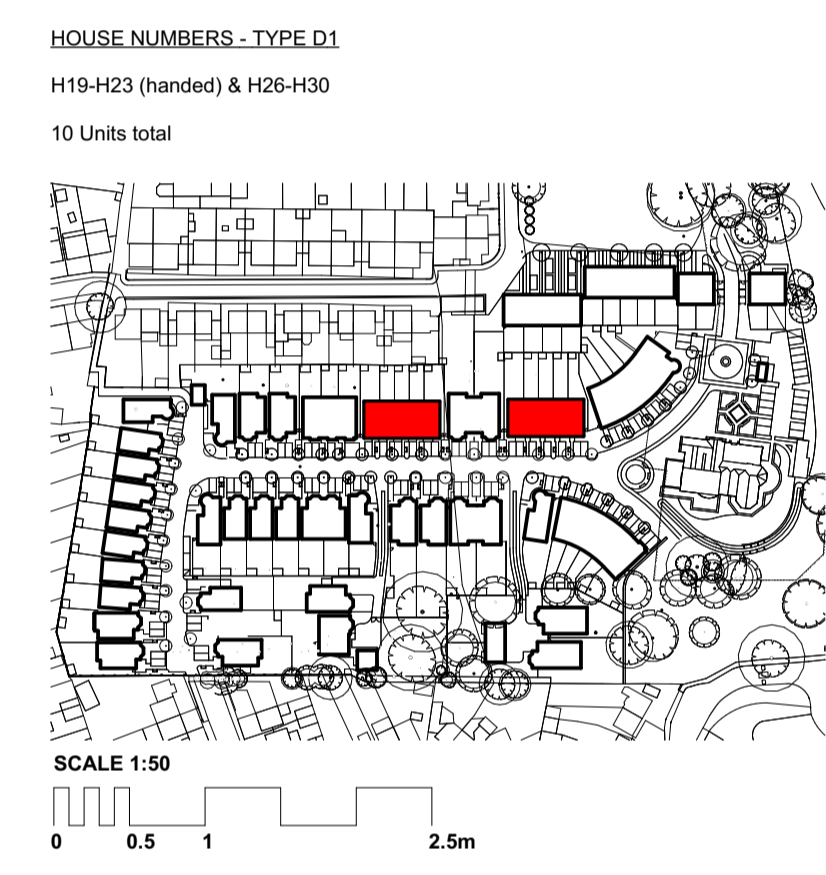 HOUSE NUMBERS - TYPE D1
H19-H23 (handed) & H26-H30
10 Units total
SCALE 1:50
0 0.5 1 2.5m